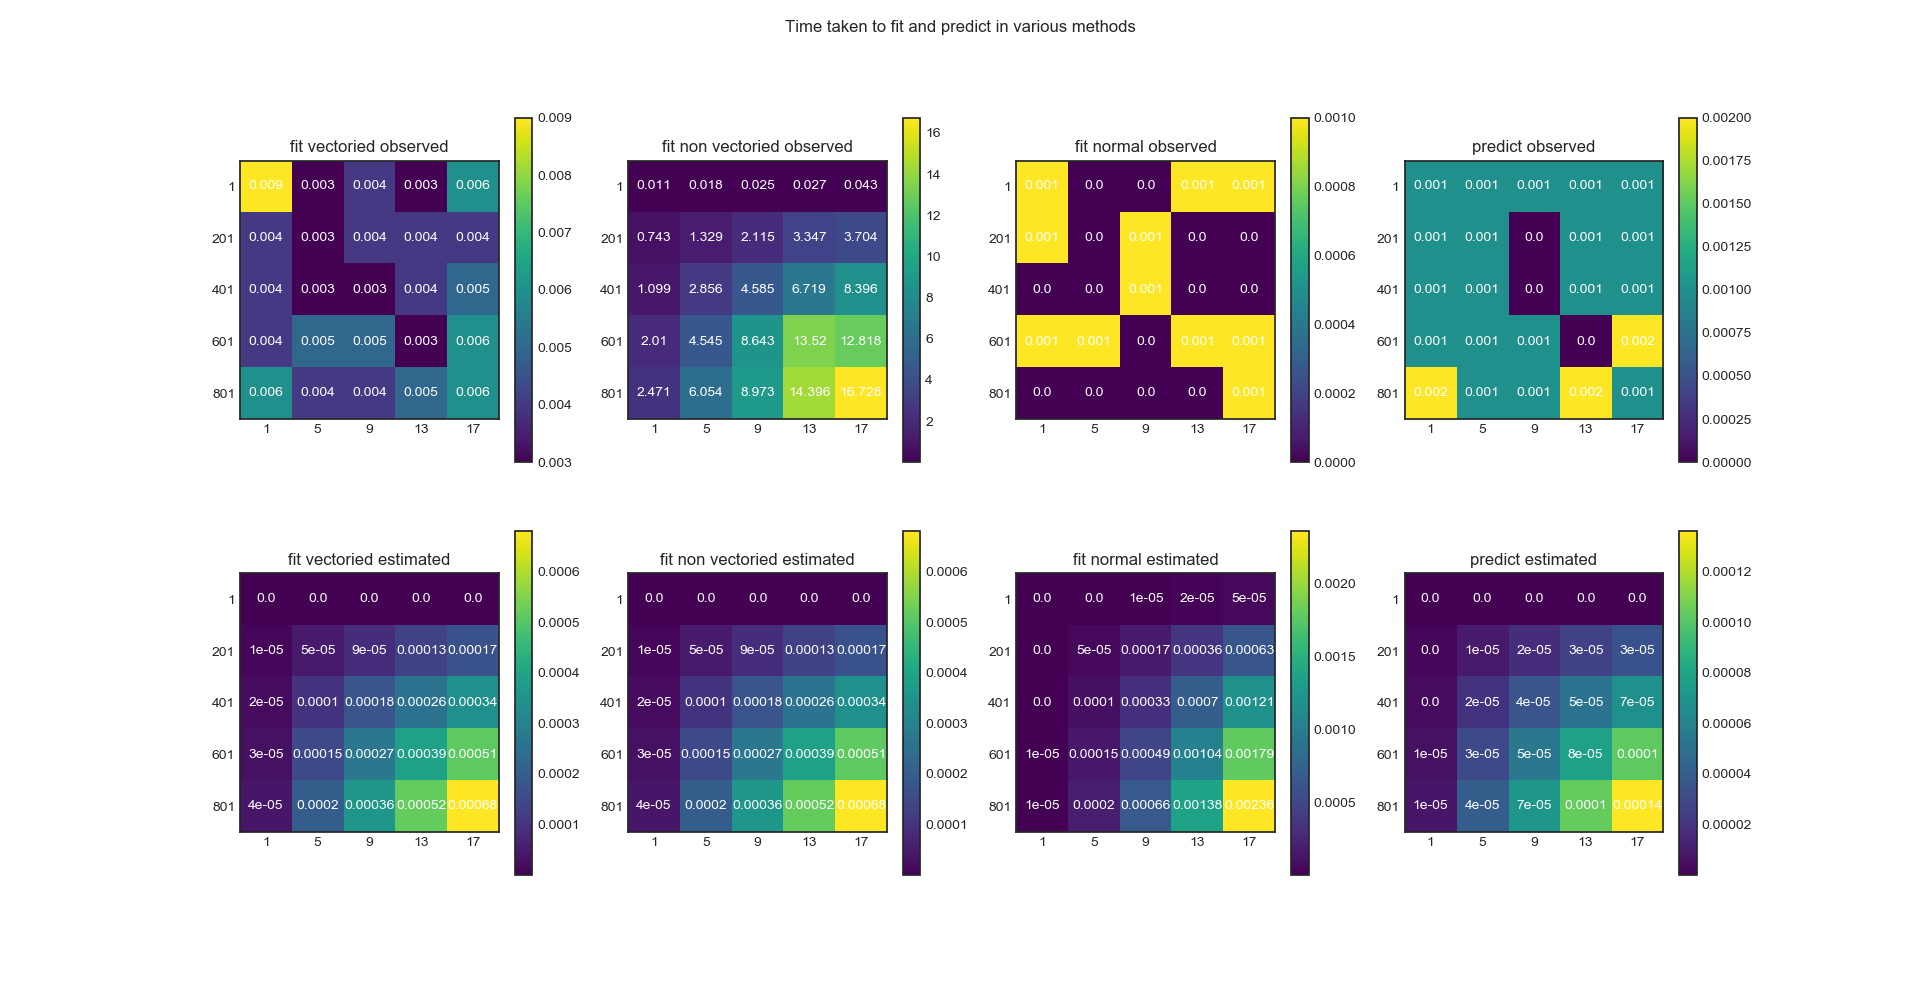 Time taken to fit and predict in various methods
fit vectoried observed
0.009 0.003 0.004 0.003 0.006
0.004 0.003 0.004 0.004 0.004
0.004 0.003 0.003 0.004 0.005
0.004 0.005 0.005 0.003 0.006
0.006 0.004 0.004 0.005 0.006
1
201
401
601
801
1 5 9 13 17
0.009
0.008
0.007
0.006
0.005
0.004
0.003
fit non vectoried observed
0.011 0.018 0.025 0.027 0.043
0.743 1.329 2.115 3.347 3.704
1.099 2.856 4.585 6.719 8.396
2.01 4.545 8.643 13.52 12.818
2.471 6.054 8.973 14.396 16.728
1
201
401
601
801
1 5 9 13 17
16
14
12
10
8
6
4
2
fit normal observed
0.001 0.0 0.0 0.001 0.001
0.001 0.0 0.001 0.0 0.0
0.0 0.0 0.001 0.0 0.0
0.001 0.001 0.0 0.001 0.001
0.0 0.0 0.0 0.0 0.001
1
201
401
601
801
1 5 9 13 17
0.0010
0.0008
0.0006
0.0004
0.0002
0.0000
predict observed
0.001 0.001 0.001 0.001 0.001
0.001 0.001 0.0 0.001 0.001
0.001 0.001 0.0 0.001 0.001
0.001 0.001 0.001 0.0 0.002
0.002 0.001 0.001 0.002 0.001
1
201
401
601
801
1 5 9 13 17
0.00200
0.00175
0.00150
0.00125
0.00100
0.00075
0.00050
0.00025
0.00000
fit vectoried estimated
0.0 0.0 0.0 0.0 0.0
1e-05 5e-05 9e-05 0.00013 0.00017
2e-05 0.0001 0.00018 0.00026 0.00034
3e-05 0.00015 0.00027 0.00039 0.00051
4e-05 0.0002 0.00036 0.00052 0.00068
1
201
401
601
801
1 5 9 13 17
0.0006
0.0005
0.0004
0.0003
0.0002
0.0001
fit non vectoried estimated
0.0 0.0 0.0 0.0 0.0
1e-05 5e-05 9e-05 0.00013 0.00017
2e-05 0.0001 0.00018 0.00026 0.00034
3e-05 0.00015 0.00027 0.00039 0.00051
4e-05 0.0002 0.00036 0.00052 0.00068
1
201
401
601
801
1 5 9 13 17
0.0006
0.0005
0.0004
0.0003
0.0002
0.0001
fit normal estimated
0.0 0.0 1e-05 2e-05 5e-05
0.0 5e-05 0.00017 0.00036 0.00063
0.0 0.0001 0.00033 0.0007 0.00121
1e-05 0.00015 0.00049 0.00104 0.00179
1e-05 0.0002 0.00066 0.00138 0.00236
1
201
401
601
801
1 5 9 13 17
0.0020
0.0015
0.0010
0.0005
predict estimated
0.0 0.0 0.0 0.0 0.0
0.0 1e-05 2e-05 3e-05 3e-05
0.0 2e-05 4e-05 5e-05 7e-05
1e-05 3e-05 5e-05 8e-05 0.0001
1e-05 4e-05 7e-05 0.0001 0.00014
1
201
401
601
801
1 5 9 13 17
0.00012
0.00010
0.00008
0.00006
0.00004
0.00002